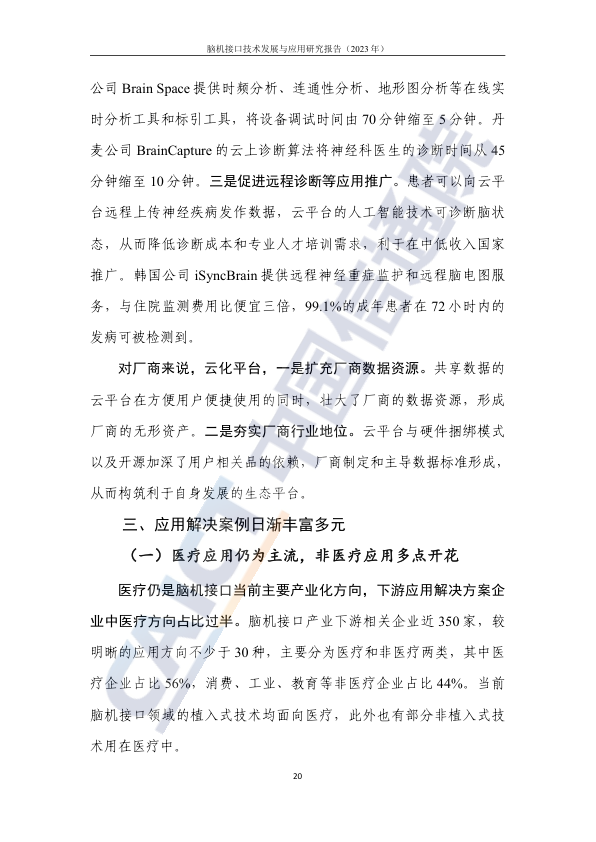 脑机接口技术发展与应用研究报告（2023 年）
公司 Brain Space 提供时频分析、连通性分析、地形图分析等在线实
时分析工具和标引工具，将设备调试时间由 70 分钟缩至 5 分钟。丹
麦公司 BrainCapture 的云上诊断算法将神经科医生的诊断时间从 45
分钟缩至 10 分钟。三是促进远程诊断等应用推广。患者可以向云平
台远程上传神经疾病发作数据，云平台的人工智能技术可诊断脑状
态，从而降低诊断成本和专业人才培训需求，利于在中低收入国家
推广。韩国公司 iSyncBrain 提供远程神经重症监护和远程脑电图服
务，与住院监测费用比便宜三倍，99.1%的成年患者在 72 小时内的
发病可被检测到。
对厂商来说，云化平台，一是扩充厂商数据资源。共享数据的
云平台在方便用户便捷使用的同时，壮大了厂商的数据资源，形成
厂商的无形资产。二是夯实厂商行业地位。云平台与硬件捆绑模式
以及开源加深了用户相关品的依赖，厂商制定和主导数据标准形成，
从而构筑利于自身发展的生态平台。
三、应用解决案例日渐丰富多元
（一）医疗应用仍为主流，非医疗应用多点开花
医疗仍是脑机接口当前主要产业化方向，下游应用解决方案企
业中医疗方向占比过半。脑机接口产业下游相关企业近 350 家，较
明晰的应用方向不少于 30 种，主要分为医疗和非医疗两类，其中医
疗企业占比 56%，消费、工业、教育等非医疗企业占比 44%。当前
脑机接口领域的植入式技术均面向医疗，此外也有部分非植入式技
术用在医疗中。
20
CAICT 中国信通院